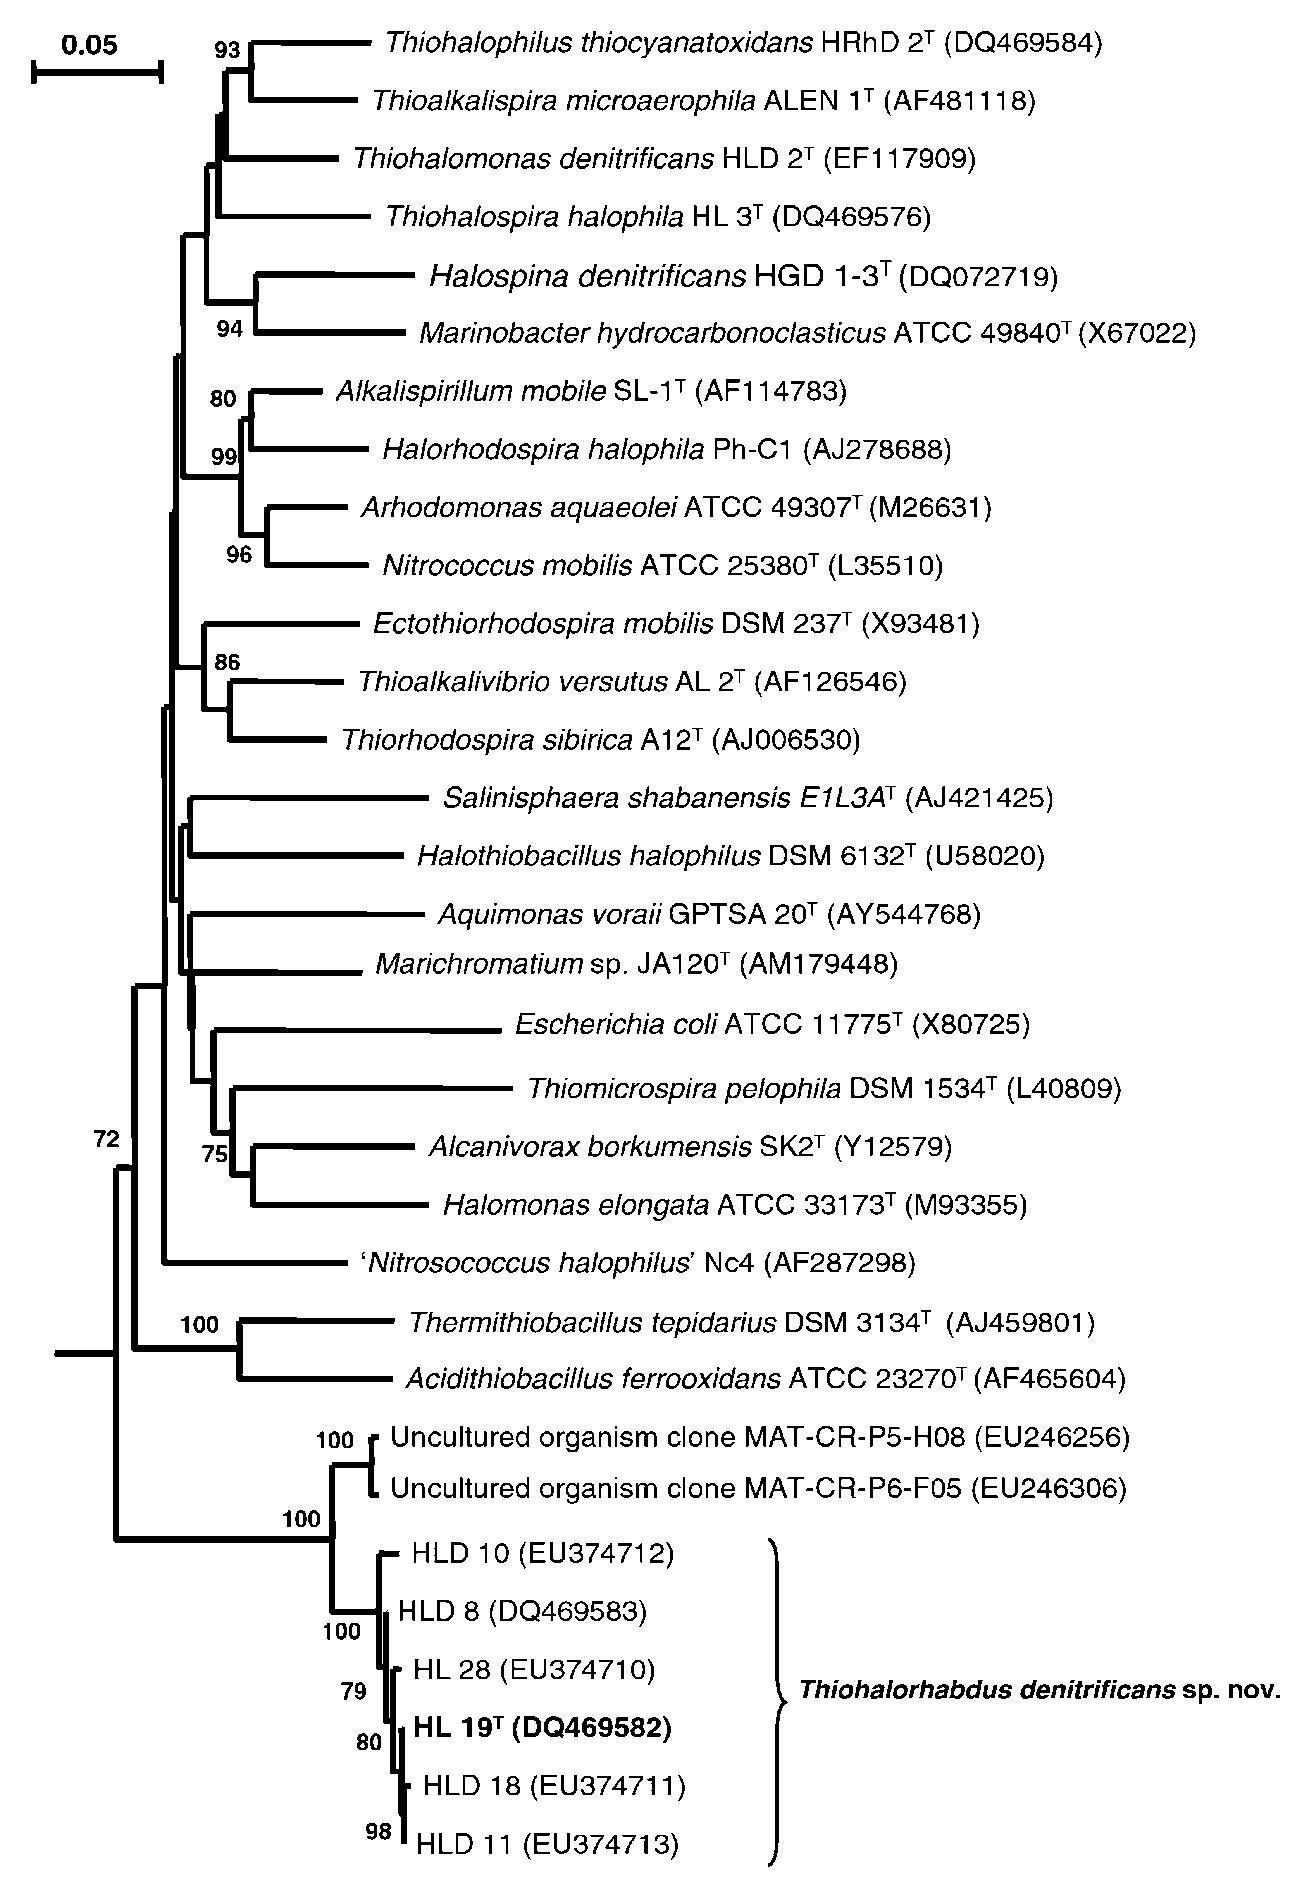 0.05
93
Thiohalophilus thiocyanatoxidans HRhD 2ᵀ (DQ469584)
Thioalkalispira microaerophila ALEN 1ᵀ (AF481118)
Thiohalomonas denitrificans HLD 2ᵀ (EF117909)
Thiohalospira halophila HL 3ᵀ (DQ469576)
Halospina denitrificans HGD 1-3ᵀ (DQ072719)
94
Marinobacter hydrocarbonoclasticus ATCC 49840ᵀ (X67022)
80
Alkalispirillum mobile SL-1ᵀ (AF114783)
99
Halorhodospira halophila Ph-C1 (AJ278688)
Arhodomonas aquaeolei ATCC 49307ᵀ (M26631)
96
Nitrococcus mobilis ATCC 25380ᵀ (L35510)
Ectothiorhodospira mobilis DSM 237ᵀ (X93481)
86
Thioalkalivibrio versutus AL 2ᵀ (AF126546)
Thiorhodospira sibirica A12ᵀ (AJ006530)
Salinisphaera shabanensis E1L3Aᵀ (AJ421425)
Halothiobacillus halophilus DSM 6132ᵀ (U58020)
Aquimonas voraii GPTSA 20ᵀ (AY544768)
Marichromatium sp. JA120ᵀ (AM179448)
Escherichia coli ATCC 11775ᵀ (X80725)
Thiomicrospira pelophila DSM 1534ᵀ (L40809)
72
75
Alcanivorax borkumensis SK2ᵀ (Y12579)
Halomonas elongata ATCC 33173ᵀ (M93355)
‘Nitrosococcus halophilus’ Nc4 (AF287298)
100
Thermithiobacillus tepidarius DSM 3134ᵀ (AJ459801)
Acidithiobacillus ferrooxidans ATCC 23270ᵀ (AF465604)
100
Uncultured organism clone MAT-CR-P5-H08 (EU246256)
Uncultured organism clone MAT-CR-P6-F05 (EU246306)
100
HLD 10 (EU374712)
HLD 8 (DQ469583)
100
HL 28 (EU374710)
79
Thiohalorhabdus denitrificans sp. nov.
HL 19ᵀ (DQ469582)
80
HLD 18 (EU374711)
98
HLD 11 (EU374713)